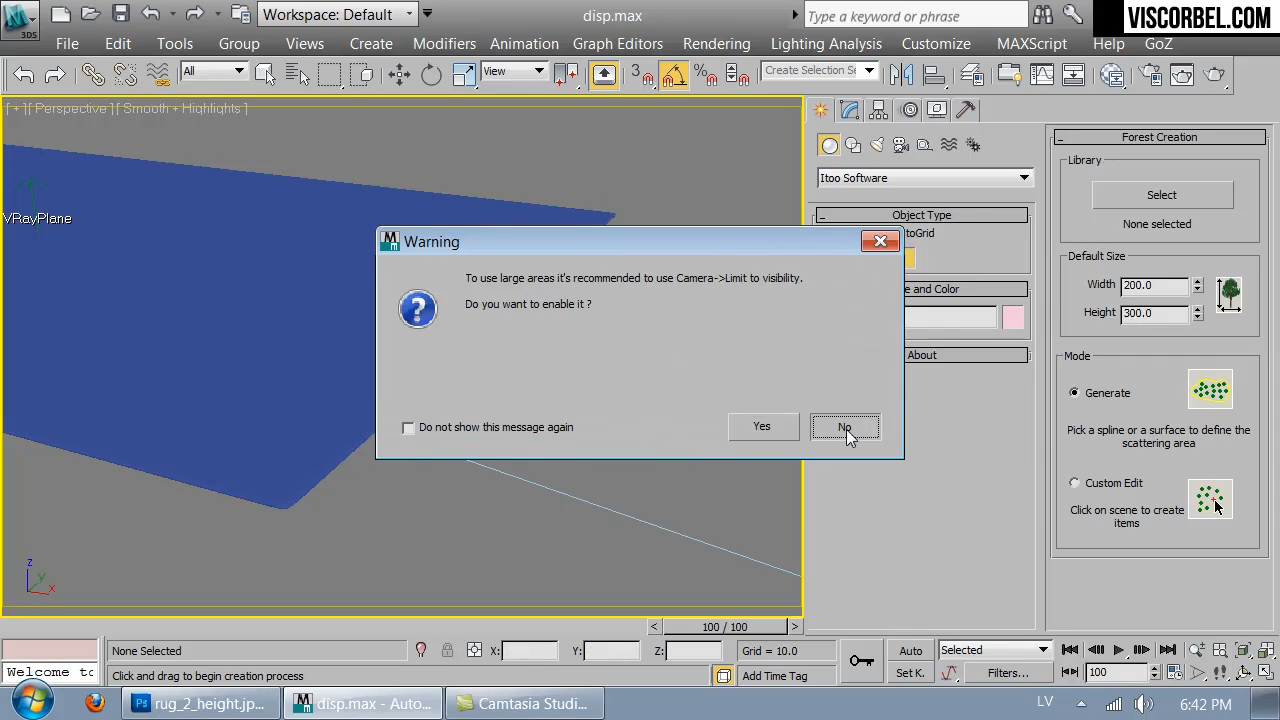 3DS
Workspace: Default
disp.max
Type a keyword or phrase
VISCORBEL.COM
File Edit Tools Group Views Create Modifiers Animation Graph Editors Rendering Lighting Analysis Customize MAXScript Help GoZ
All
View
3
%
Create Selection Se
[ + ][ Perspective ][ Smooth + Highlights ]
VRayPlane
Itoo Software
- Object Type
utoGrid
e and Color
About
- Forest Creation
Library
Select
None selected
Default Size
Width 200.0
Height 300.0
Mode
Generate
Pick a spline or a surface to define the
scattering area
Custom Edit
Click on scene to create
items
Warning
To use large areas it's recommended to use Camera->Limit to visibility.
Do you want to enable it ?
Do not show this message again
Yes
No
z
y
x
< 100 / 100 >
None Selected
X: Y: Z:
Grid = 10.0
Auto
Selected
Welcome to
Click and drag to begin creation process
Add Time Tag
Set K.
Filters...
100
rug_2_height.jp...
disp.max - Auto...
Camtasia Studi...
LV
6:42 PM